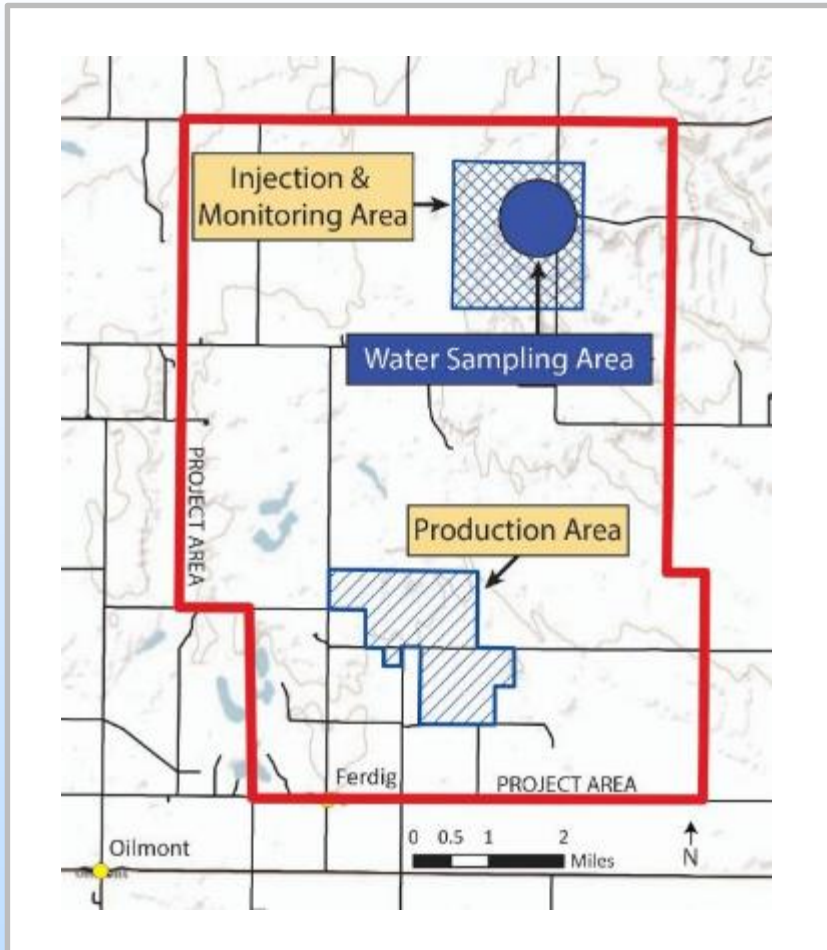 Injection &
Monitoring Area
Water Sampling Area
PROJECT AREA
Production Area
Ferdig
PROJECT AREA
Oilmont
0 0.5 1 2
Miles
N